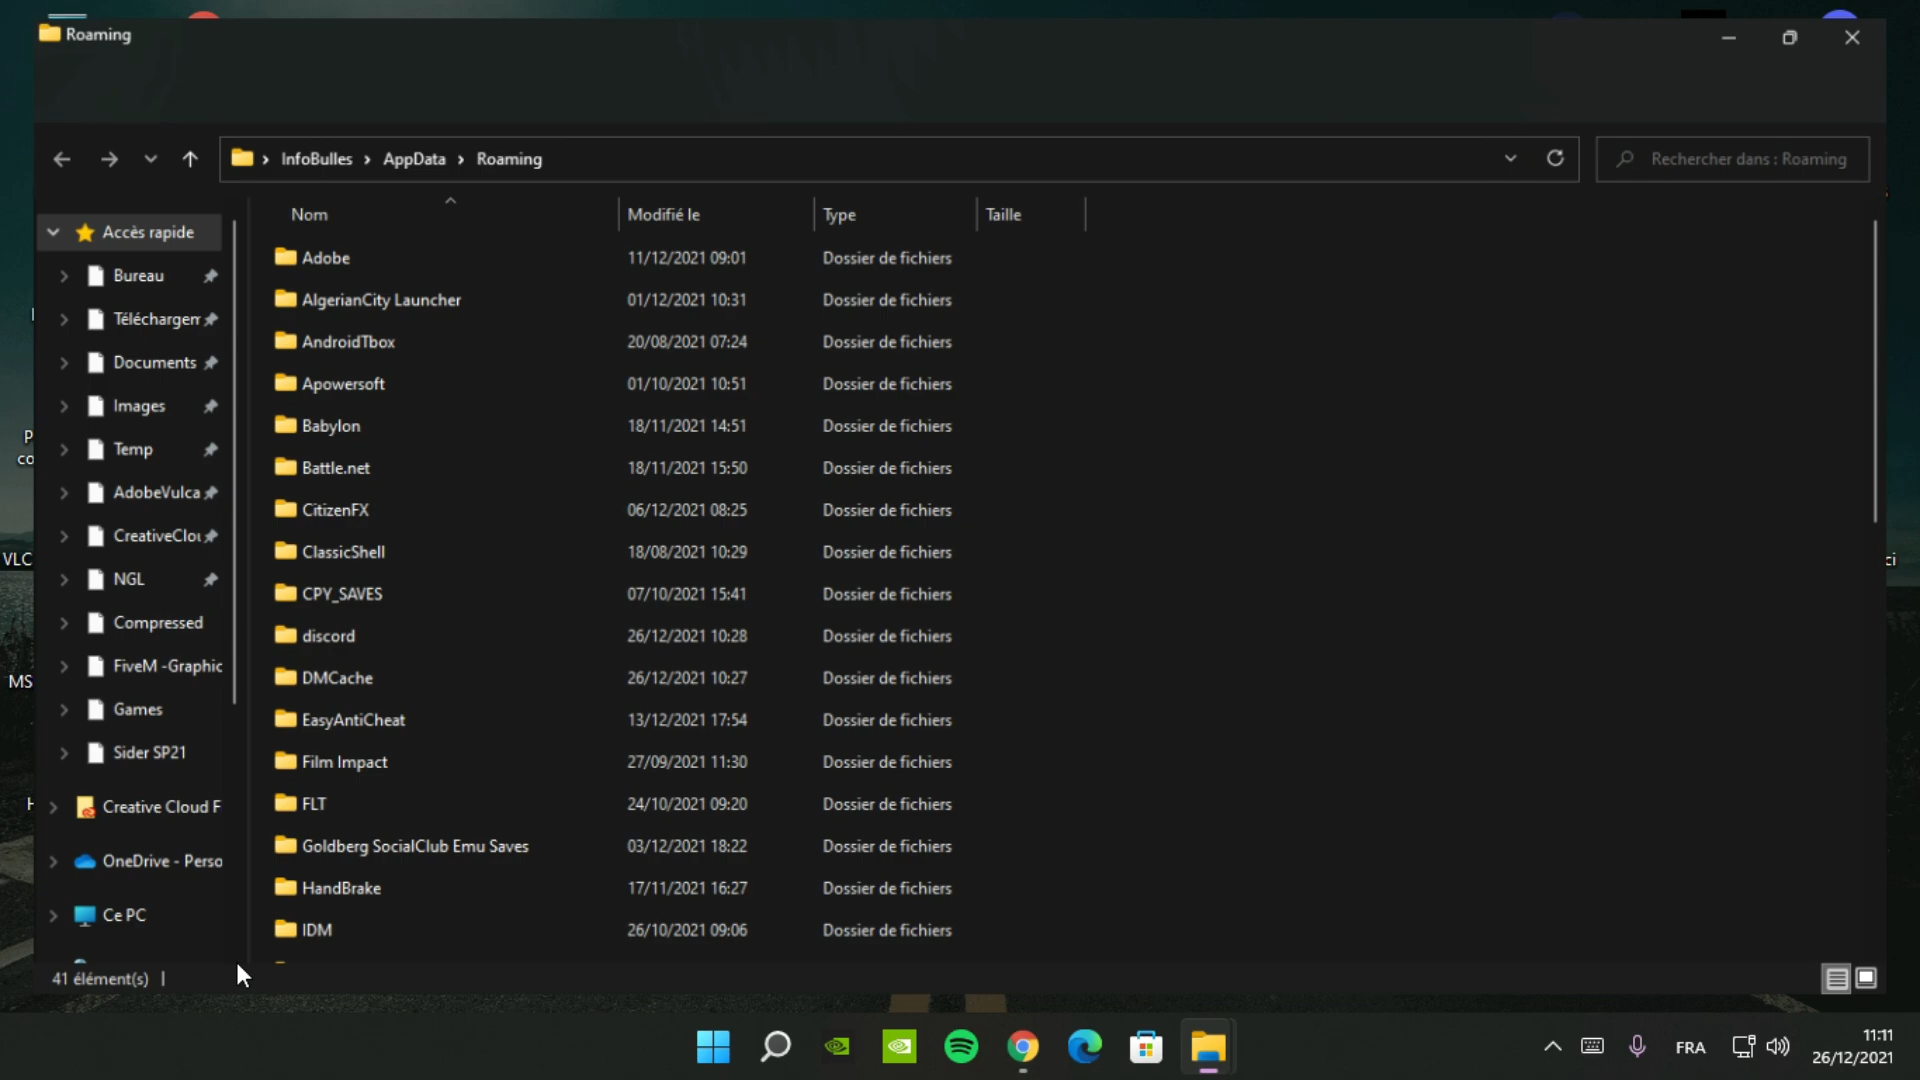 Roaming
InfoBulles > AppData > Roaming
Rechercher dans : Roaming
Nom Modifié le Type Taille
Accès rapide
Bureau
Téléchargem
Documents
Images
Temp
AdobeVulca
CreativeClou
NGL
Compressed
FiveM -Graphic
Games
Sider SP21
Creative Cloud F
OneDrive - Perso
Ce PC
Adobe 11/12/2021 09:01 Dossier de fichiers
AlgerianCity Launcher 01/12/2021 10:31 Dossier de fichiers
AndroidTbox 20/08/2021 07:24 Dossier de fichiers
Apowersoft 01/10/2021 10:51 Dossier de fichiers
Babylon 18/11/2021 14:51 Dossier de fichiers
Battle.net 18/11/2021 15:50 Dossier de fichiers
CitizenFX 06/12/2021 08:25 Dossier de fichiers
ClassicShell 18/08/2021 10:29 Dossier de fichiers
CPY_SAVES 07/10/2021 15:41 Dossier de fichiers
discord 26/12/2021 10:28 Dossier de fichiers
DMCache 26/12/2021 10:27 Dossier de fichiers
EasyAntiCheat 13/12/2021 17:54 Dossier de fichiers
Film Impact 27/09/2021 11:30 Dossier de fichiers
FLT 24/10/2021 09:20 Dossier de fichiers
Goldberg SocialClub Emu Saves 03/12/2021 18:22 Dossier de fichiers
HandBrake 17/11/2021 16:27 Dossier de fichiers
IDM 26/10/2021 09:06 Dossier de fichiers
41 élément(s)
P
co
VLC
MS
H
ci
FRA
11:11
26/12/2021